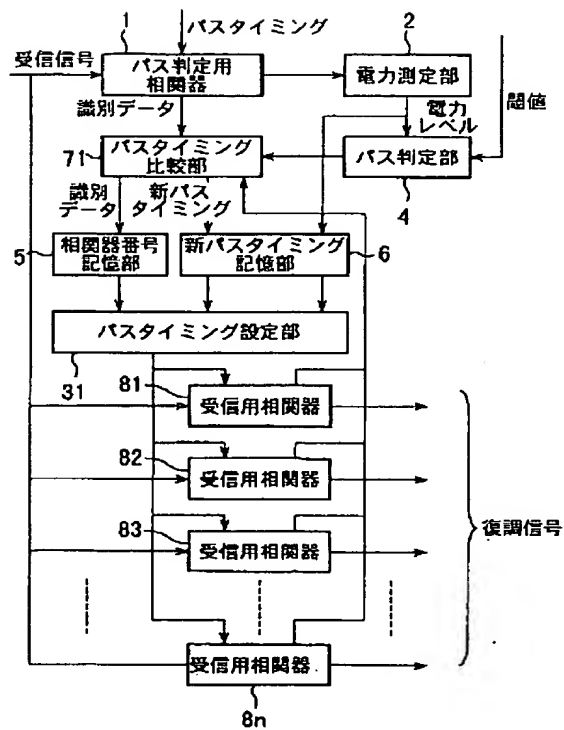 1
パスタイミング
2
受信信号
パス判定用
相関器
電力測定部
識別データ
電力
レベル
閾値
71
パスタイミング
比較部
パス判定部
4
識別
データ
新パス
タイミング
5
相関器番号
記憶部
新パスタイミング
記憶部
6
パスタイミング設定部
31
81
受信用相関器
82
受信用相関器
83
受信用相関器
復調信号
受信用相関器
8n